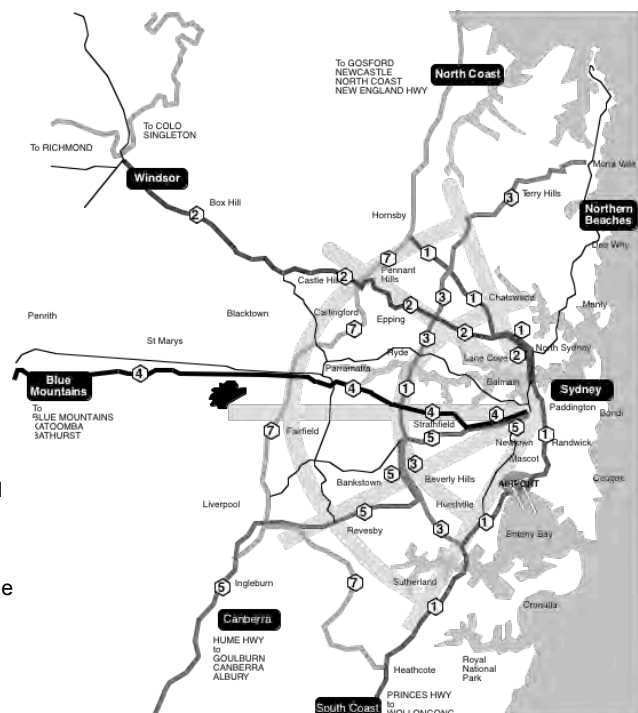 To GOSFORD
NEWCASTLE
NORTH COAST
NEW ENGLAND HWY
North Coast
To COLO
SINGLETON
To RICHMOND
Windsor
Mona Vale
2
Box Hill
3
Terry Hills
Northern
Beaches
Hornsby
1
Dee Why
7
Pennant
Hills
Castle Hill
2
3
1
Chatswood
Manly
Penrith
Blacktown
Carlingford
7
Epping
2
2
1
3
North Sydney
St Marys
Ryde
Lane Cove
2
Parramatta
Balmain
Blue
Mountains
4
4
1
Sydney
To
BLUE MOUNTAINS
KATOOMBA
BATHURST
4
4
Paddington
Bondi
Strathfield
5
5
7
Fairfield
Newtown
1
Randwick
Mascot
5
3
Bankstown
Beverly Hills
AIRPORT
Coogee
Liverpool
5
Hurstville
Revesby
3
1
Botany Bay
5
Ingleburn
7
Sutherland
1
Cronulla
Canberra
HUME HWY
to
GOULBURN
CANBERRA
ALBURY
Heathcote
Royal
National
Park
South Coast
PRINCES HWY
to
WOLLONGONG